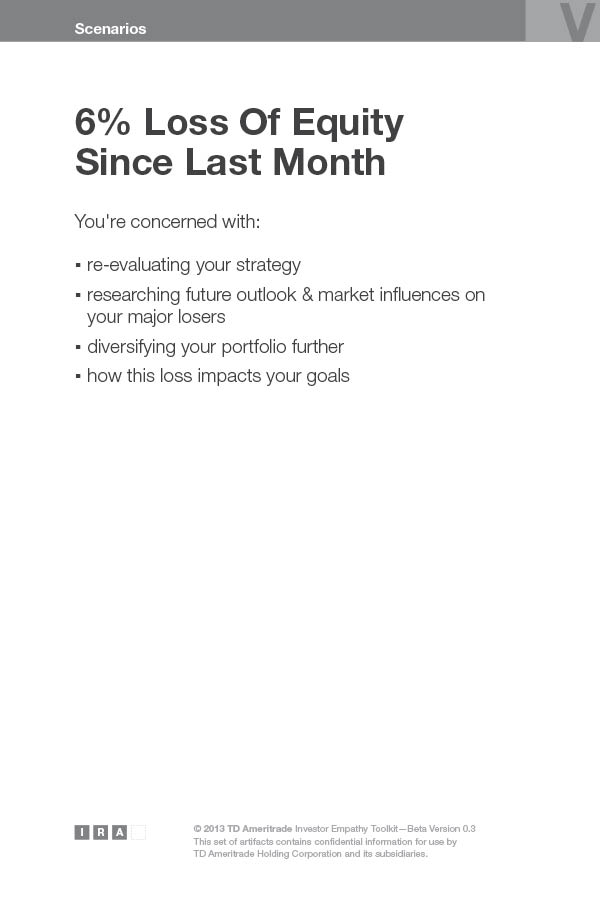 Scenarios
V
6% Loss Of Equity
Since Last Month
You're concerned with:
▪ re-evaluating your strategy
▪ researching future outlook & market influences on
your major losers
▪ diversifying your portfolio further
▪ how this loss impacts your goals
I R A
© 2013 TD Ameritrade Investor Empathy Toolkit—Beta Version 0.3
This set of artifacts contains confidential information for use by
TD Ameritrade Holding Corporation and its subsidiaries.